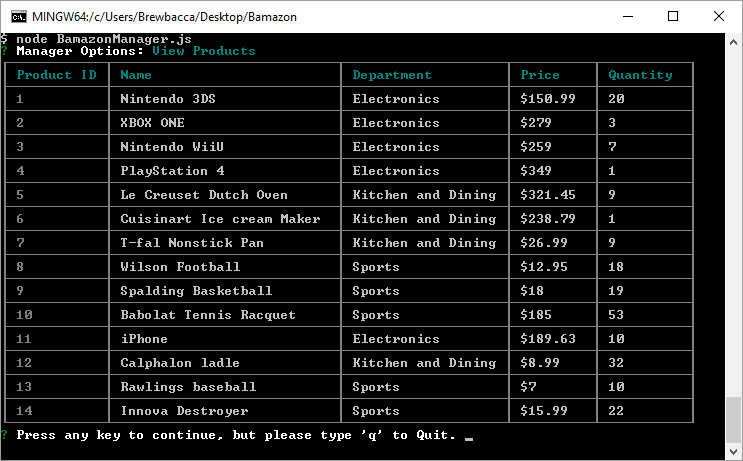 MINGW64:/c/Users/Brewbacca/Desktop/Bamazon
$ node BamazonManager.js
? Manager Options: View Products
Product ID Name Department Price Quantity
1 Nintendo 3DS Electronics $150.99 20
2 XBOX ONE Electronics $279 3
3 Nintendo WiiU Electronics $259 7
4 PlayStation 4 Electronics $349 1
5 Le Creuset Dutch Oven Kitchen and Dining $321.45 9
6 Cuisinart Ice cream Maker Kitchen and Dining $238.79 1
7 T-fal Nonstick Pan Kitchen and Dining $26.99 9
8 Wilson Football Sports $12.95 18
9 Spalding Basketball Sports $18 19
10 Babolat Tennis Racquet Sports $185 53
11 iPhone Electronics $189.63 10
12 Calphalon ladle Kitchen and Dining $8.99 32
13 Rawlings baseball Sports $7 10
14 Innova Destroyer Sports $15.99 22
? Press any key to continue, but please type 'q' to Quit. _